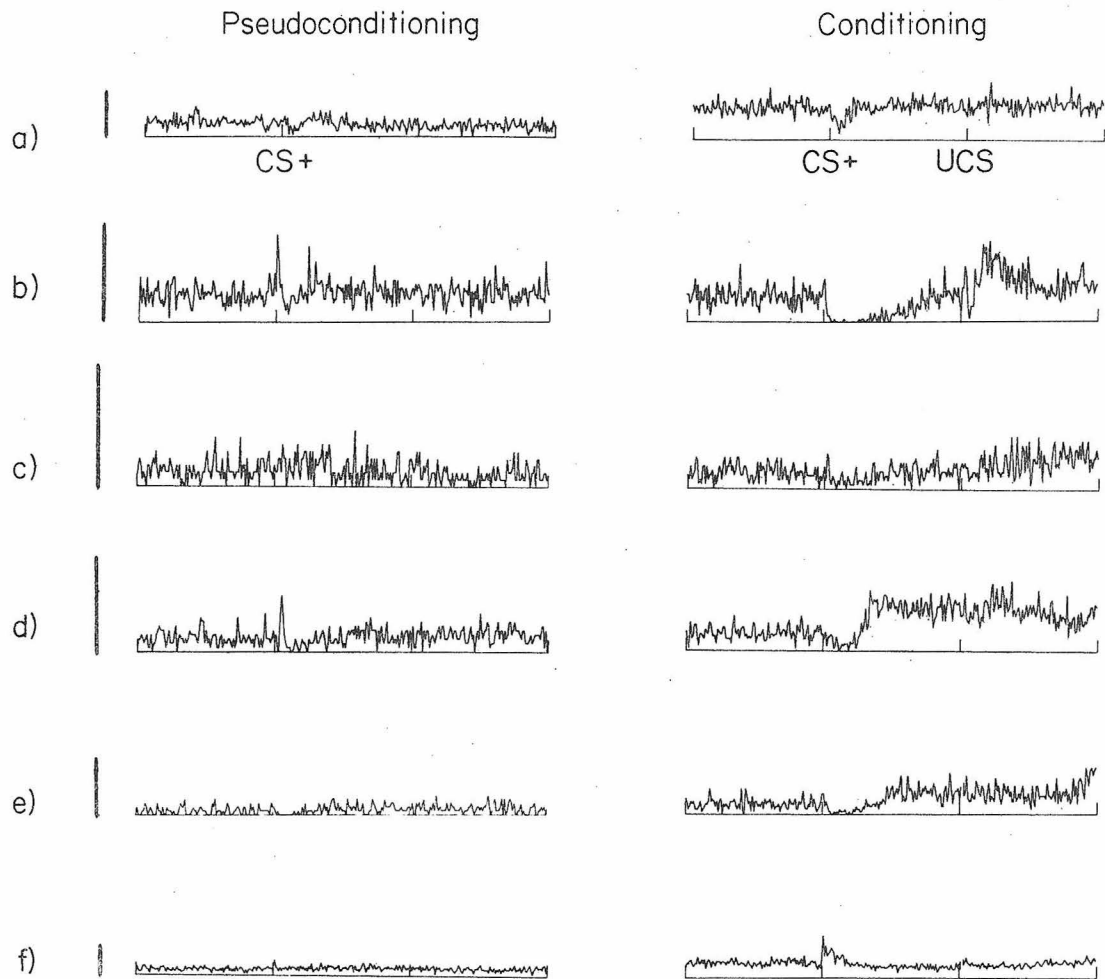 Pseudoconditioning Conditioning
a)
CS+ CS+ UCS
b)
c)
d)
e)
f)